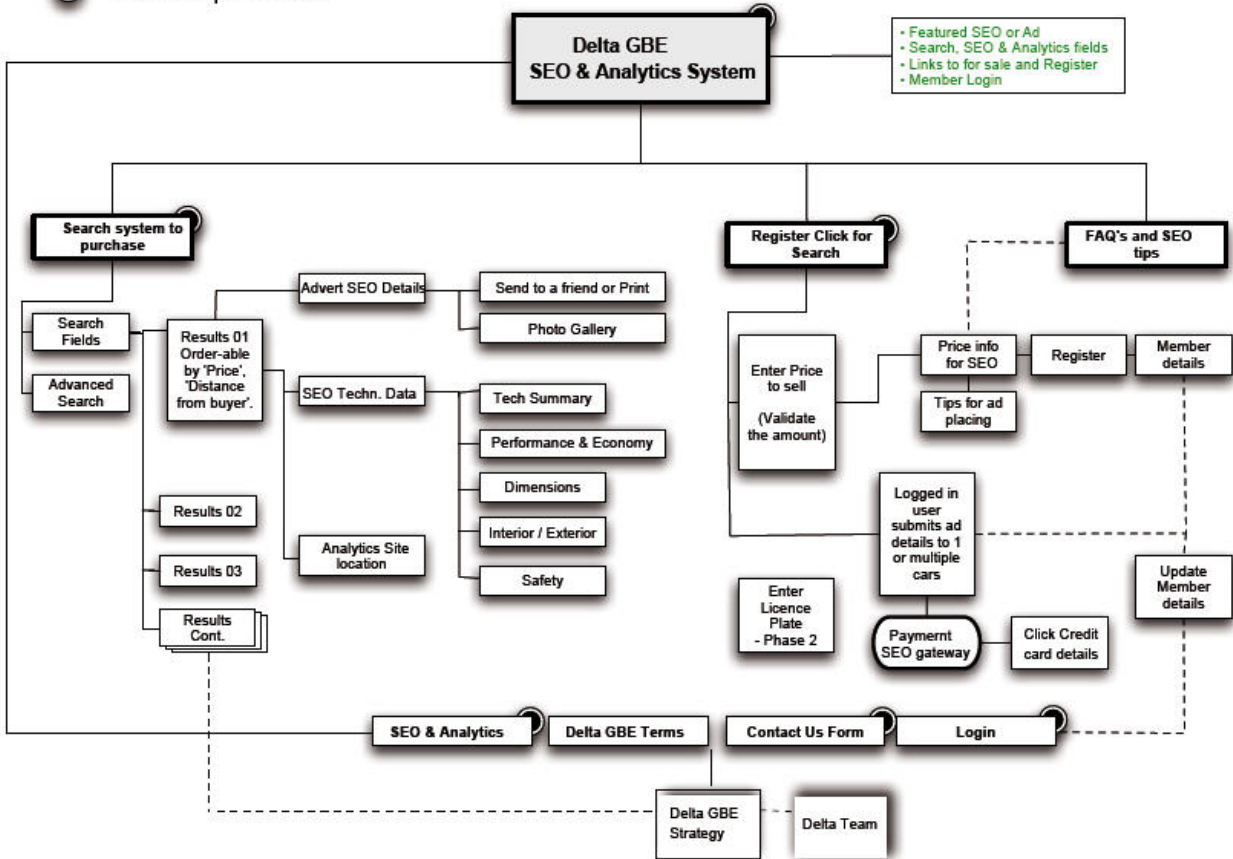 Delta GBE
SEO & Analytics System
• Featured SEO or Ad
• Search, SEO & Analytics fields
• Links to for sale and Register
• Member Login
Search system to
purchase
Register Click for
Search
FAQ's and SEO
tips
Search
Fields
Advanced
Search
Results 01
Order-able
by 'Price',
'Distance
from buyer'.
Results 02
Results 03
Results
Cont.
Advert SEO Details
SEO Techn. Data
Analytics Site
location
Send to a friend or Print
Photo Gallery
Tech Summary
Performance & Economy
Dimensions
Interior / Exterior
Safety
Enter Price
to sell
(Validate
the amount)
Price info
for SEO
Tips for ad
placing
Register
Member
details
Logged in
user
submits ad
details to 1
or multiple
cars
Enter
Licence
Plate
- Phase 2
Paymernt
SEO gateway
Click Credit
card details
Update
Member
details
SEO & Analytics
Delta GBE Terms
Contact Us Form
Login
Delta GBE
Strategy
Delta Team